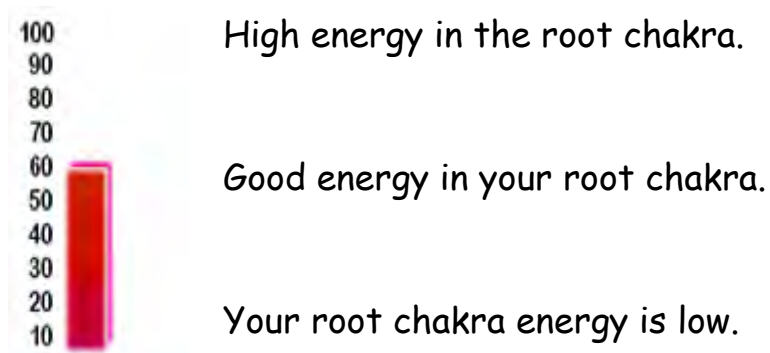 100 High energy in the root chakra.
90
80
70
60 Good energy in your root chakra.
50
40
30
20
10 Your root chakra energy is low.